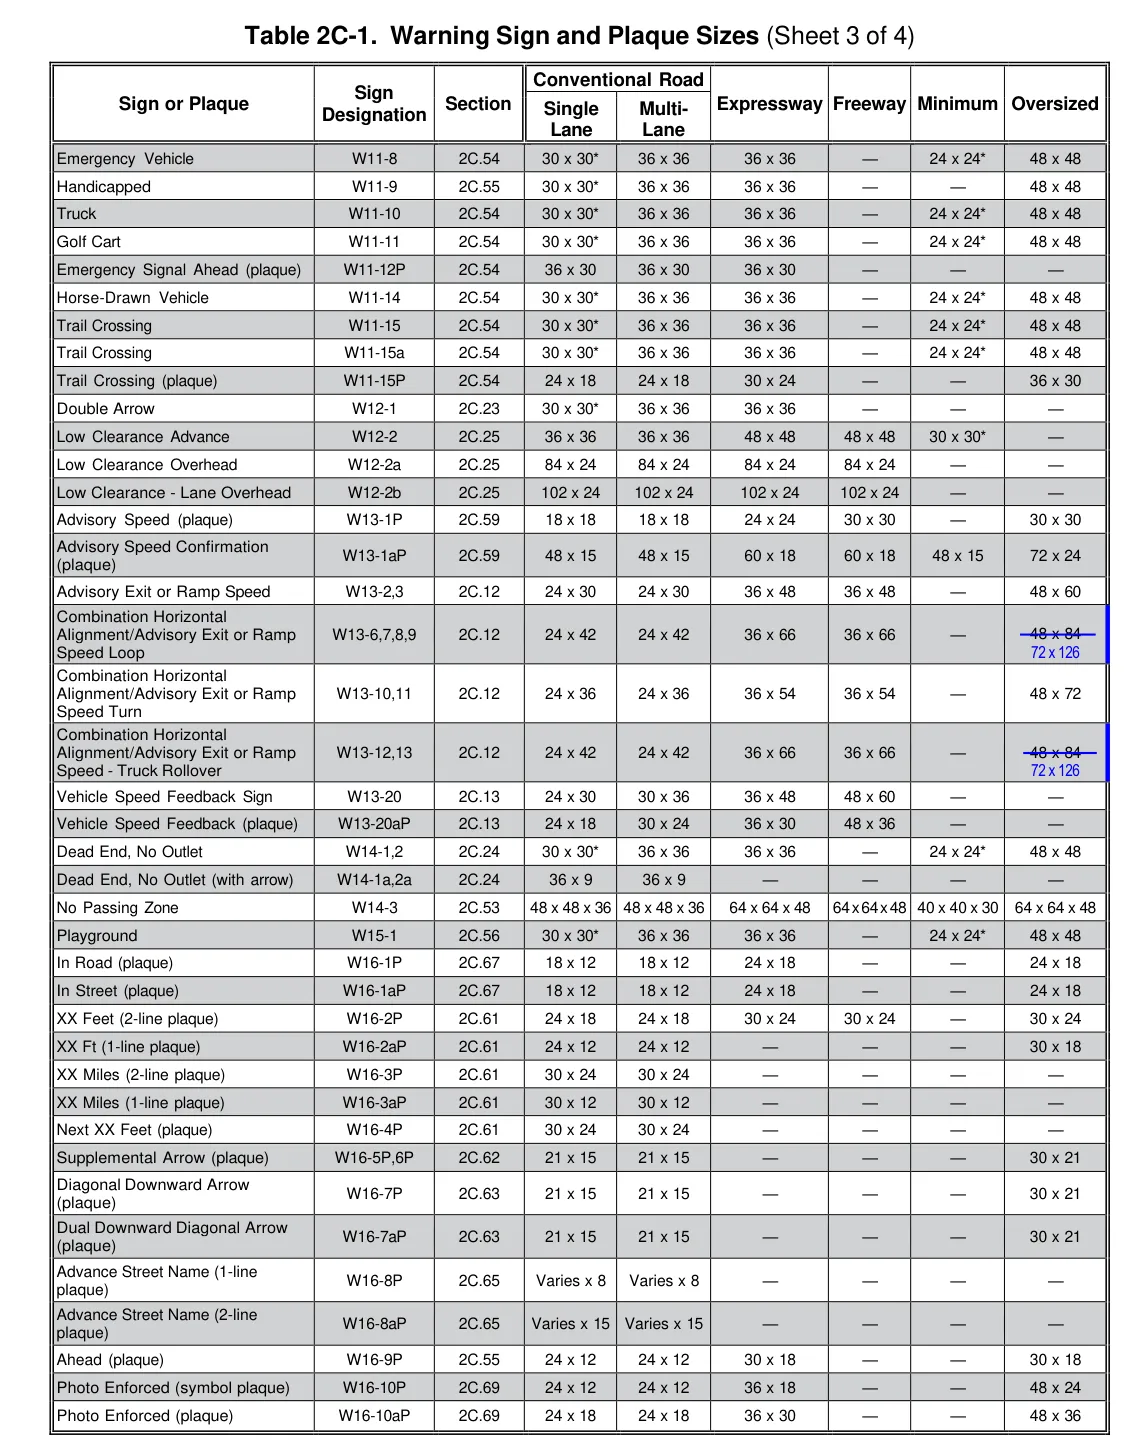 Table 2C-1. Warning Sign and Plaque Sizes (Sheet 3 of 4)
Sign or Plaque Sign Designation Section Conventional Road Single Lane Multi-Lane Expressway Freeway Minimum Oversized
Emergency Vehicle W11-8 2C.54 30 x 30* 36 x 36 36 x 36 — 24 x 24* 48 x 48
Handicapped W11-9 2C.55 30 x 30* 36 x 36 36 x 36 — — 48 x 48
Truck W11-10 2C.54 30 x 30* 36 x 36 36 x 36 — 24 x 24* 48 x 48
Golf Cart W11-11 2C.54 30 x 30* 36 x 36 36 x 36 — 24 x 24* 48 x 48
Emergency Signal Ahead (plaque) W11-12P 2C.54 36 x 30 36 x 30 36 x 30 — — —
Horse-Drawn Vehicle W11-14 2C.54 30 x 30* 36 x 36 36 x 36 — 24 x 24* 48 x 48
Trail Crossing W11-15 2C.54 30 x 30* 36 x 36 36 x 36 — 24 x 24* 48 x 48
Trail Crossing W11-15a 2C.54 30 x 30* 36 x 36 36 x 36 — 24 x 24* 48 x 48
Trail Crossing (plaque) W11-15P 2C.54 24 x 18 24 x 18 30 x 24 — — 36 x 30
Double Arrow W12-1 2C.23 30 x 30* 36 x 36 36 x 36 — — —
Low Clearance Advance W12-2 2C.25 36 x 36 36 x 36 48 x 48 48 x 48 30 x 30* —
Low Clearance Overhead W12-2a 2C.25 84 x 24 84 x 24 84 x 24 84 x 24 — —
Low Clearance - Lane Overhead W12-2b 2C.25 102 x 24 102 x 24 102 x 24 102 x 24 — —
Advisory Speed (plaque) W13-1P 2C.59 18 x 18 18 x 18 24 x 24 30 x 30 — 30 x 30
Advisory Speed Confirmation
(plaque) W13-1aP 2C.59 48 x 15 48 x 15 60 x 18 60 x 18 48 x 15 72 x 24
Advisory Exit or Ramp Speed W13-2,3 2C.12 24 x 30 24 x 30 36 x 48 36 x 48 — 48 x 60
Combination Horizontal
Alignment/Advisory Exit or Ramp W13-6,7,8,9 2C.12 24 x 42 24 x 42 36 x 66 36 x 66 — 48 x 84
Speed Loop 72 x 126
Combination Horizontal
Alignment/Advisory Exit or Ramp W13-10,11 2C.12 24 x 36 24 x 36 36 x 54 36 x 54 — 48 x 72
Speed Turn
Combination Horizontal
Alignment/Advisory Exit or Ramp W13-12,13 2C.12 24 x 42 24 x 42 36 x 66 36 x 66 — 48 x 84
Speed - Truck Rollover 72 x 126
Vehicle Speed Feedback Sign W13-20 2C.13 24 x 30 30 x 36 36 x 48 48 x 60 — —
Vehicle Speed Feedback (plaque) W13-20aP 2C.13 24 x 18 30 x 24 36 x 30 48 x 36 — —
Dead End, No Outlet W14-1,2 2C.24 30 x 30* 36 x 36 36 x 36 — 24 x 24* 48 x 48
Dead End, No Outlet (with arrow) W14-1a,2a 2C.24 36 x 9 36 x 9 — — — —
No Passing Zone W14-3 2C.53 48 x 48 x 36 48 x 48 x 36 64 x 64 x 48 64 x 64 x 48 40 x 40 x 30 64 x 64 x 48
Playground W15-1 2C.56 30 x 30* 36 x 36 36 x 36 — 24 x 24* 48 x 48
In Road (plaque) W16-1P 2C.67 18 x 12 18 x 12 24 x 18 — — 24 x 18
In Street (plaque) W16-1aP 2C.67 18 x 12 18 x 12 24 x 18 — — 24 x 18
XX Feet (2-line plaque) W16-2P 2C.61 24 x 18 24 x 18 30 x 24 30 x 24 — 30 x 24
XX Ft (1-line plaque) W16-2aP 2C.61 24 x 12 24 x 12 — — — 30 x 18
XX Miles (2-line plaque) W16-3P 2C.61 30 x 24 30 x 24 — — — —
XX Miles (1-line plaque) W16-3aP 2C.61 30 x 12 30 x 12 — — — —
Next XX Feet (plaque) W16-4P 2C.61 30 x 24 30 x 24 — — — —
Supplemental Arrow (plaque) W16-5P,6P 2C.62 21 x 15 21 x 15 — — — 30 x 21
Diagonal Downward Arrow
(plaque) W16-7P 2C.63 21 x 15 21 x 15 — — — 30 x 21
Dual Downward Diagonal Arrow
(plaque) W16-7aP 2C.63 21 x 15 21 x 15 — — — 30 x 21
Advance Street Name (1-line
plaque) W16-8P 2C.65 Varies x 8 Varies x 8 — — — —
Advance Street Name (2-line
plaque) W16-8aP 2C.65 Varies x 15 Varies x 15 — — — —
Ahead (plaque) W16-9P 2C.55 24 x 12 24 x 12 30 x 18 — — 30 x 18
Photo Enforced (symbol plaque) W16-10P 2C.69 24 x 12 24 x 12 36 x 18 — — 48 x 24
Photo Enforced (plaque) W16-10aP 2C.69 24 x 18 24 x 18 36 x 30 — — 48 x 36